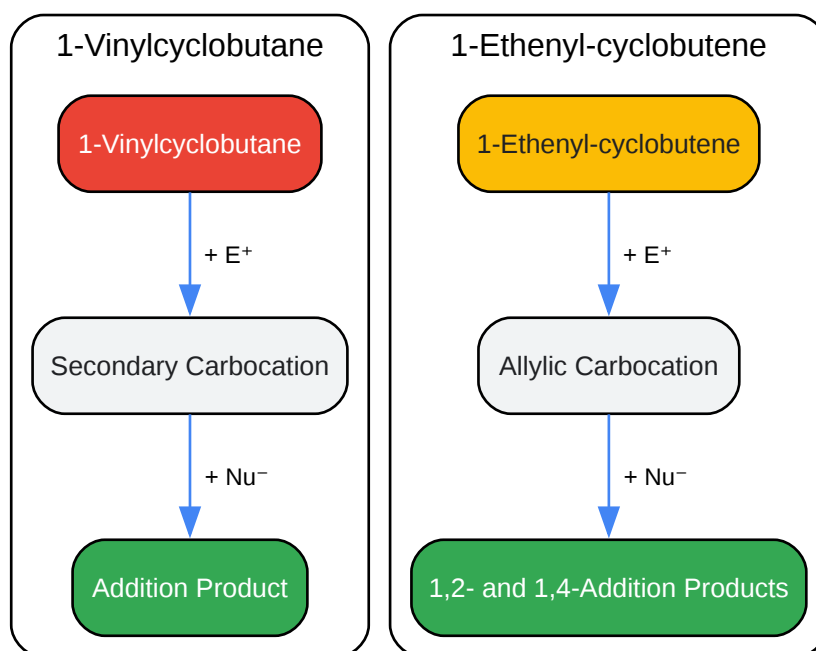 1-Vinylcyclobutane
1-Vinylcyclobutane
+ E⁺
Secondary Carbocation
+ Nu⁻
Addition Product
1-Ethenyl-cyclobutene
1-Ethenyl-cyclobutene
+ E⁺
Allylic Carbocation
+ Nu⁻
1,2- and 1,4-Addition Products